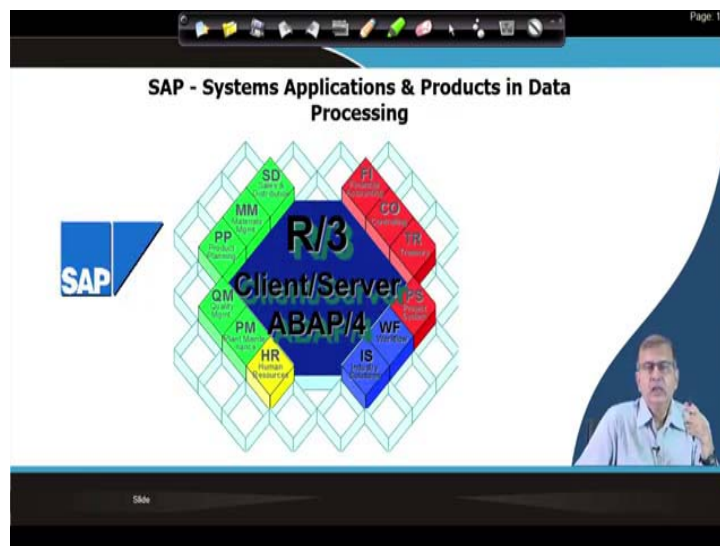 Page: 1
SAP - Systems Applications & Products in Data
Processing
SAP
SD
Sales &
Distribution
MM
Materials
Mgmt
PP
Product
Planning
QM
Quality
Mgmt
PM
Plant Mainte
nance
HR
Human
Resources
R/3
Client/Server
ABAP/4
FI
Financial
Accounting
CO
Controlling
TR
Treasury
PS
Project
System
WF
Workflow
IS
Industry
Solutions
Slide